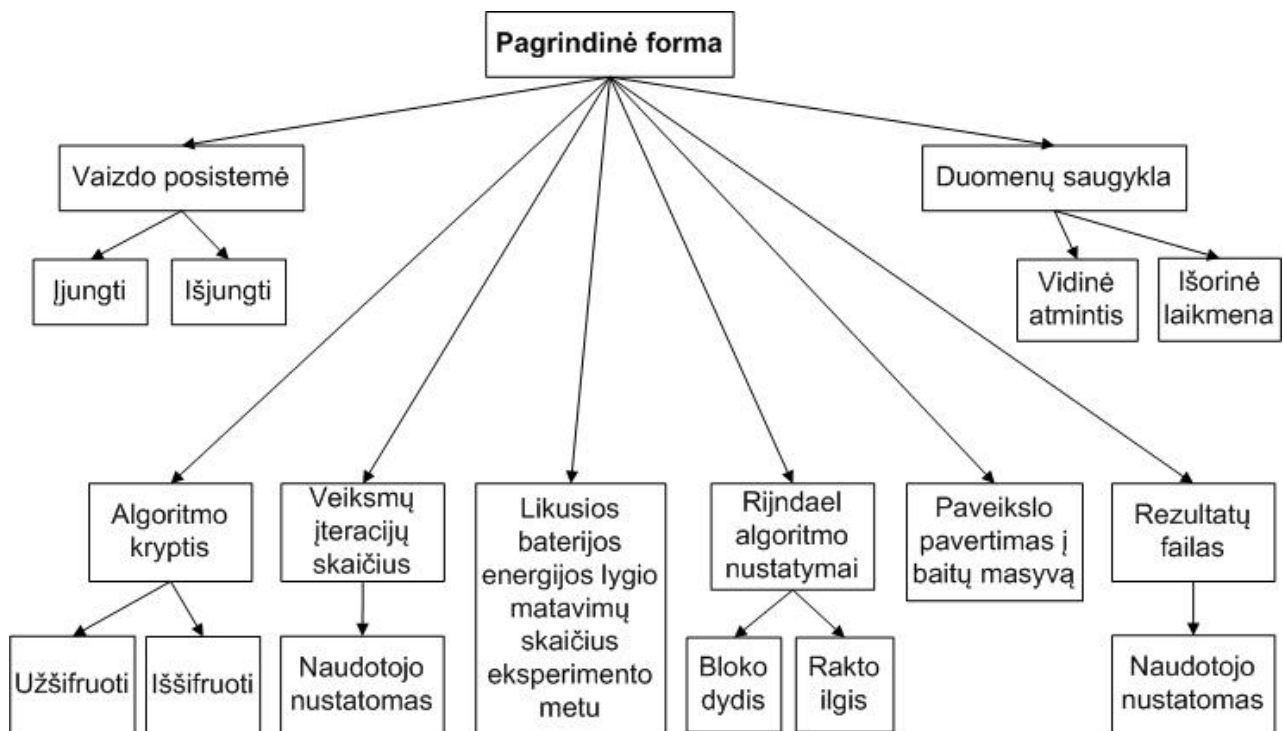 Pagrindinė forma
Vaizdo posistemė
Duomenų saugykla
Įjungti
Išjungti
Vidinė
atmintis
Išorinė
laikmena
Algoritmo
kryptis
Veiksmų
įteracijų
skaičius
Likusios
baterijos
energijos lygio
matavimų
skaičius
eksperimento
metu
Rijndael
algoritmo
nustatymai
Paveikslo
pavertimas į
baitų masyvą
Rezultatų
failas
Užšifruoti
Iššifruoti
Naudotojo
nustatomas
Bloko
dydis
Rakto
ilgis
Naudotojo
nustatomas